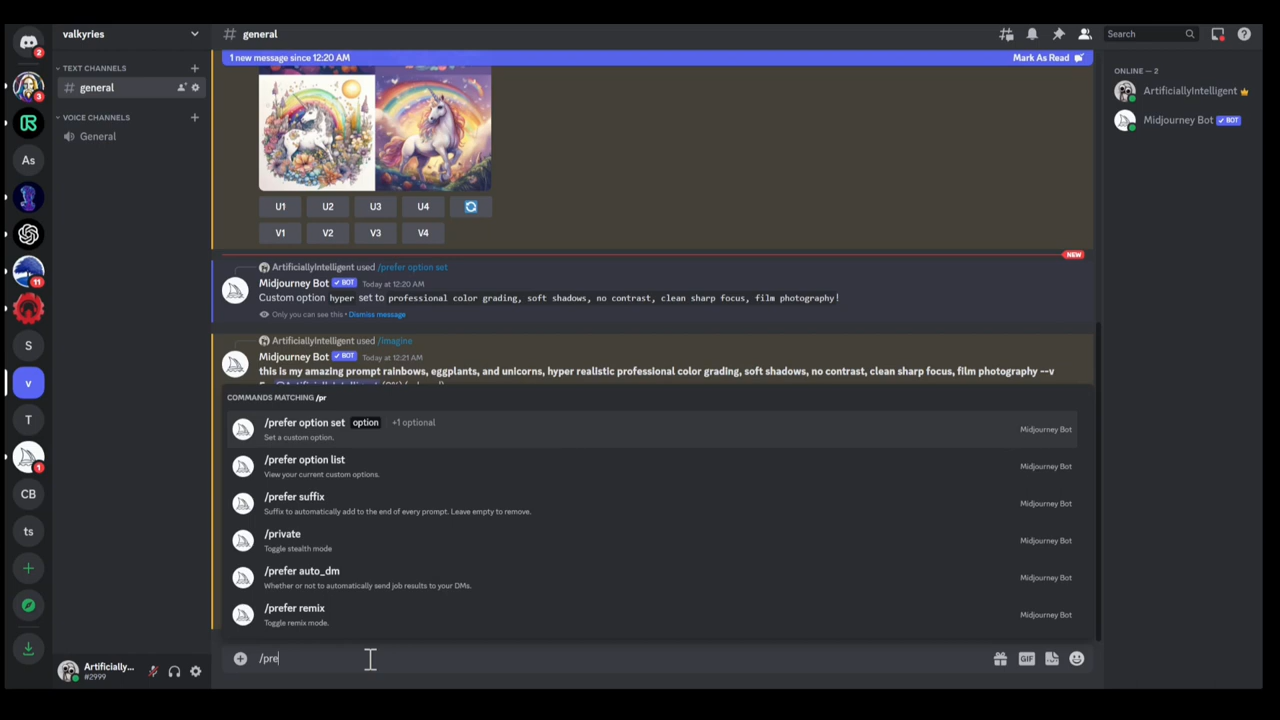 valkyries
# general
Search
1 new message since 12:20 AM
Mark As Read
2
TEXT CHANNELS
# general
3
VOICE CHANNELS
General
As
11
S
v
T
1
CB
ts
ONLINE — 2
ArtificiallyIntelligent
Midjourney Bot ✓ BOT
U1 U2 U3 U4
V1 V2 V3 V4
NEW
ArtificiallyIntelligent used /prefer option set
Midjourney Bot ✓ BOT Today at 12:20 AM
Custom option hyper set to professional color grading, soft shadows, no contrast, clean sharp focus, film photography!
Only you can see this • Dismiss message
ArtificiallyIntelligent used /imagine
Midjourney Bot ✓ BOT Today at 12:21 AM
this is my amazing prompt rainbows, eggplants, and unicorns, hyper realistic professional color grading, soft shadows, no contrast, clean sharp focus, film photography --v
COMMANDS MATCHING /pr
/prefer option set option +1 optional
Set a custom option.
Midjourney Bot
/prefer option list
View your current custom options.
Midjourney Bot
/prefer suffix
Suffix to automatically add to the end of every prompt. Leave empty to remove.
Midjourney Bot
/private
Toggle stealth mode
Midjourney Bot
/prefer auto_dm
Whether or not to automatically send job results to your DMs.
Midjourney Bot
/prefer remix
Toggle remix mode.
Midjourney Bot
/pre
GIF
Artificially...
#2999